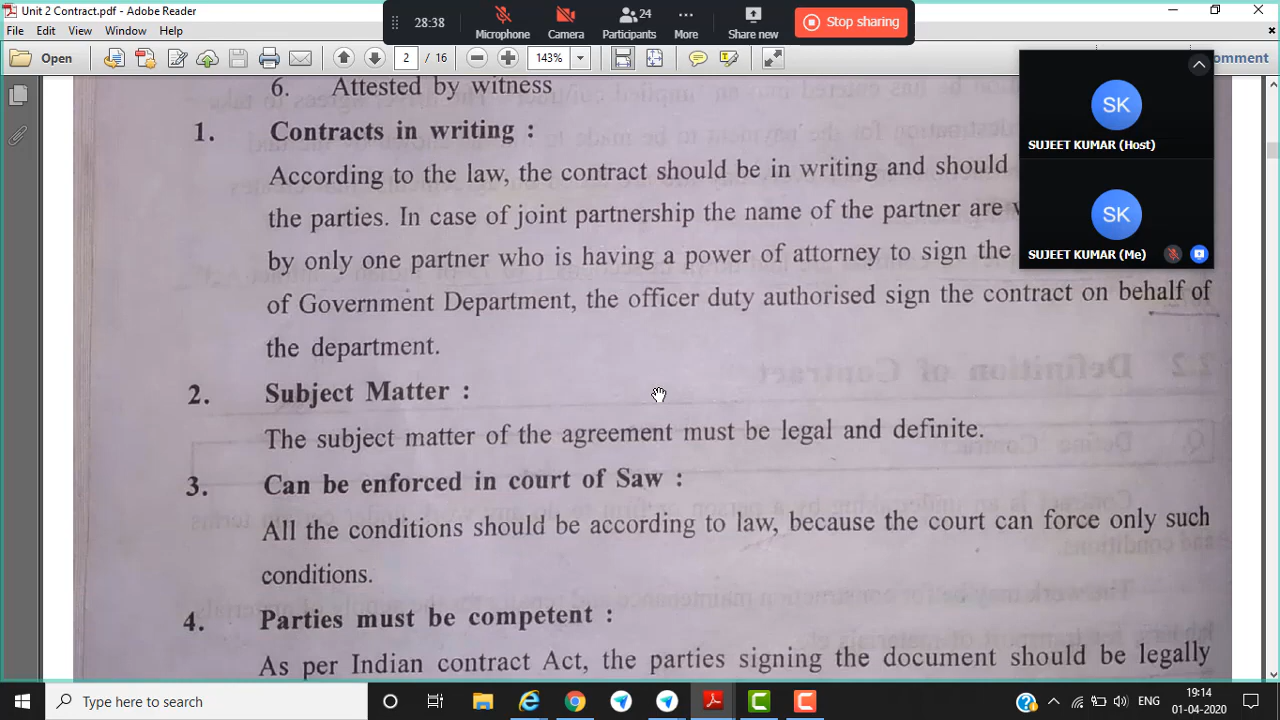 Unit 2 Contract.pdf - Adobe Reader
File Edit View Window Help
28:38
Microphone
Camera
24
Participants
More
Share new
Stop sharing
Open
2 / 16
143%
omment
SK
SUJEET KUMAR (Host)
SK
SUJEET KUMAR (Me)
6. Attested by witness
1. Contracts in writing :
According to the law, the contract should be in writing and should
the parties. In case of joint partnership the name of the partner are
by only one partner who is having a power of attorney to sign the
of Government Department, the officer duty authorised sign the contract on behalf of
the department.
2. Subject Matter :
The subject matter of the agreement must be legal and definite.
3. Can be enforced in court of Saw :
All the conditions should be according to law, because the court can force only such
conditions.
4. Parties must be competent :
As per Indian contract Act, the parties signing the document should be legally
Type here to search
ENG
19:14
01-04-2020